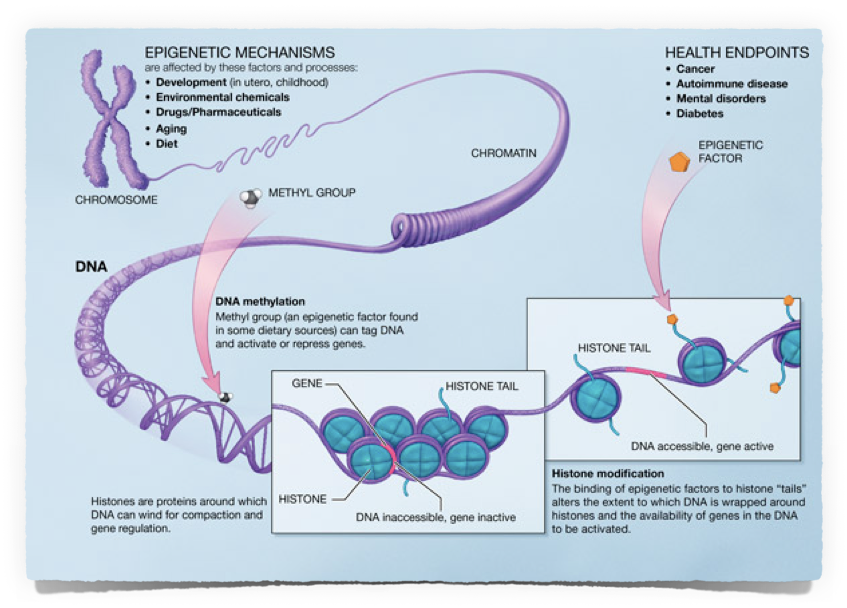 EPIGENETIC MECHANISMS
are affected by these factors and processes:
• Development (in utero, childhood)
• Environmental chemicals
• Drugs/Pharmaceuticals
• Aging
• Diet
HEALTH ENDPOINTS
• Cancer
• Autoimmune disease
• Mental disorders
• Diabetes
EPIGENETIC
FACTOR
CHROMATIN
CHROMOSOME
METHYL GROUP
DNA
DNA methylation
Methyl group (an epigenetic factor found
in some dietary sources) can tag DNA
and activate or repress genes.
HISTONE TAIL
GENE
HISTONE TAIL
DNA accessible, gene active
HISTONE
DNA inaccessible, gene inactive
Histones are proteins around which
DNA can wind for compaction and
gene regulation.
Histone modification
The binding of epigenetic factors to histone “tails”
alters the extent to which DNA is wrapped around
histones and the availability of genes in the DNA
to be activated.